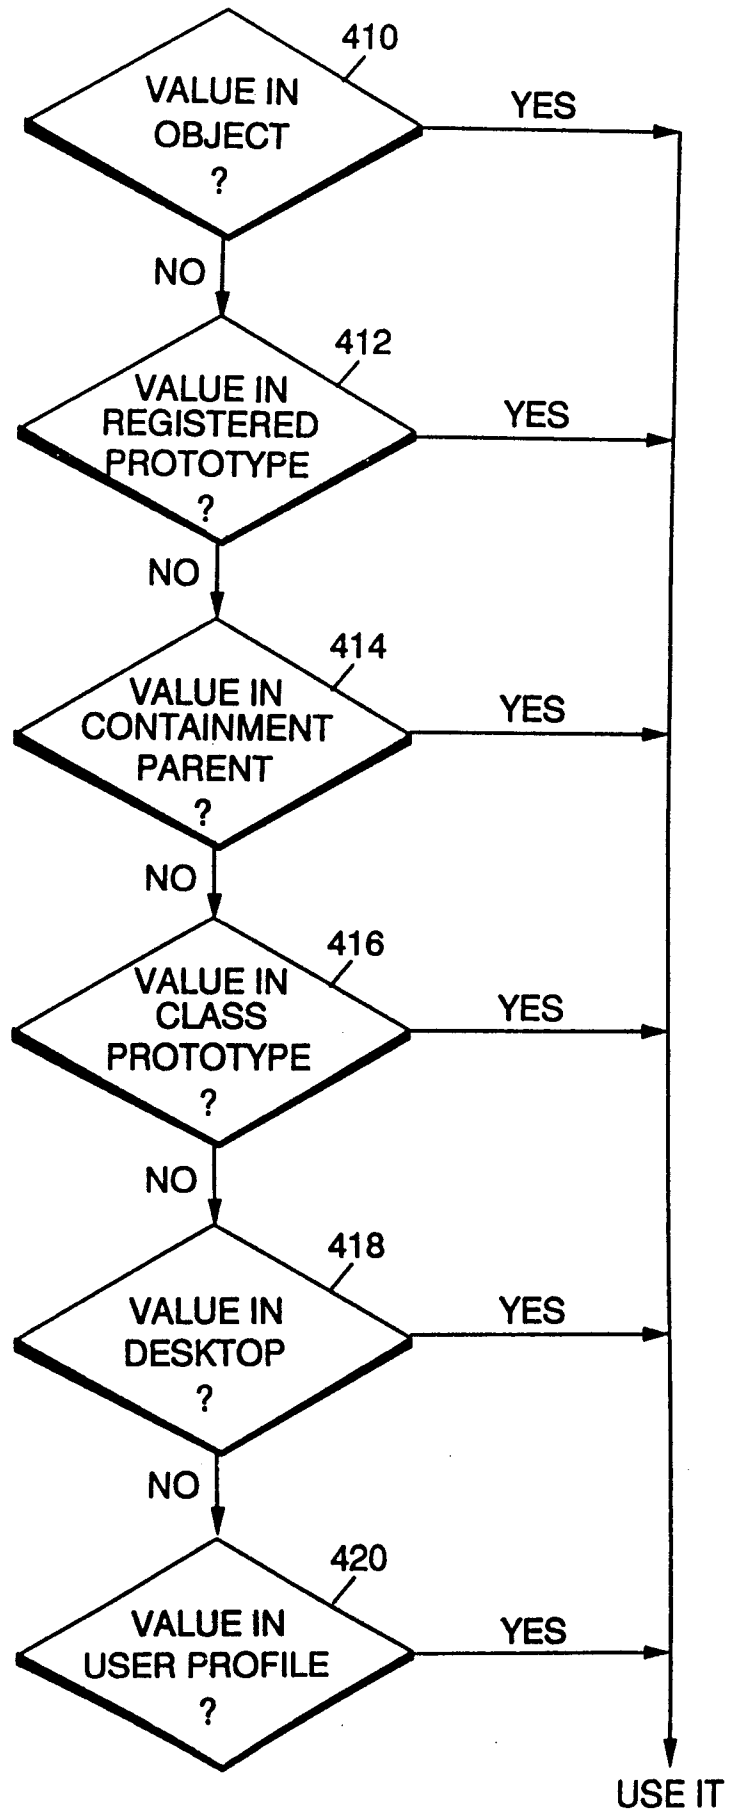 410
VALUE IN
OBJECT
?
YES
NO
412
VALUE IN
REGISTERED
PROTOTYPE
?
YES
NO
414
VALUE IN
CONTAINMENT
PARENT
?
YES
NO
416
VALUE IN
CLASS
PROTOTYPE
?
YES
NO
418
VALUE IN
DESKTOP
?
YES
NO
420
VALUE IN
USER PROFILE
?
YES
USE IT